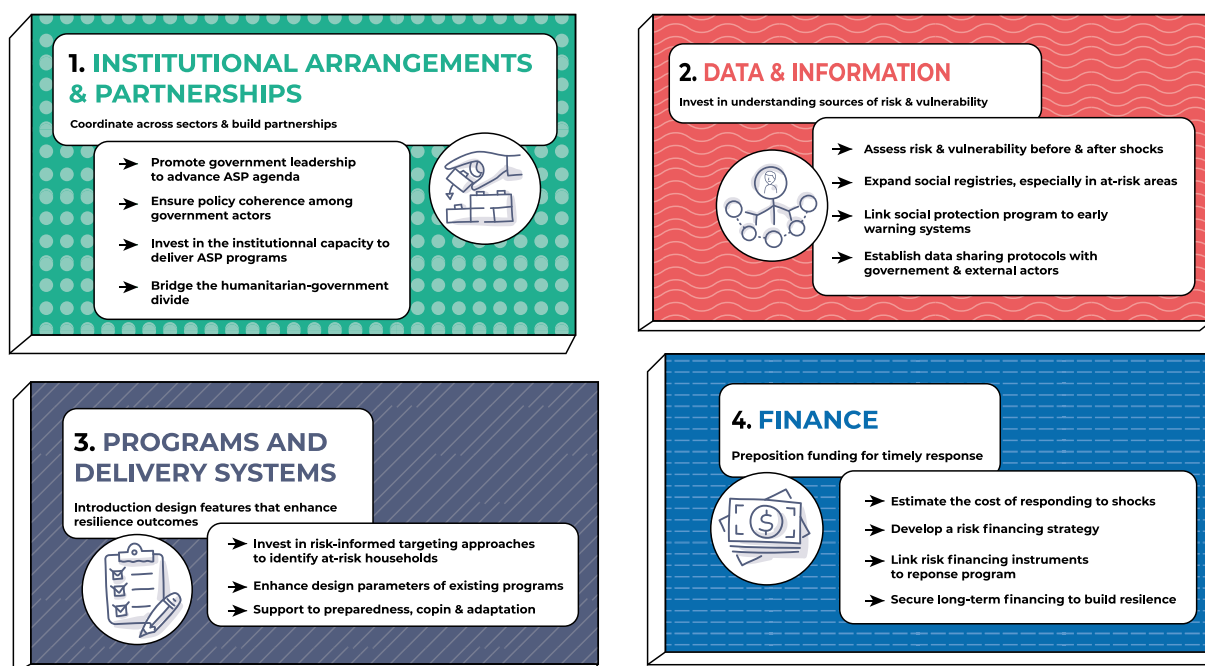 1. INSTITUTIONAL ARRANGEMENTS
& PARTNERSHIPS
Coordinate across sectors & build partnerships
Promote government leadership
to advance ASP agenda
Ensure policy coherence among
government actors
Invest in the institutionnal capacity to
deliver ASP programs
Bridge the humanitarian-government
divide
2. DATA & INFORMATION
Invest in understanding sources of risk & vulnerability
Assess risk & vulnerability before & after shocks
Expand social registries, especially in at-risk areas
Link social protection program to early
warning systems
Establish data sharing protocols with
governement & external actors
3. PROGRAMS AND
DELIVERY SYSTEMS
Introduction design features that enhance
resilience outcomes
Invest in risk-informed targeting approaches
to identify at-risk households
Enhance design parameters of existing programs
Support to preparedness, copin & adaptation
4. FINANCE
Preposition funding for timely response
$
Estimate the cost of responding to shocks
Develop a risk financing strategy
Link risk financing instruments
to reponse program
Secure long-term financing to build resilence